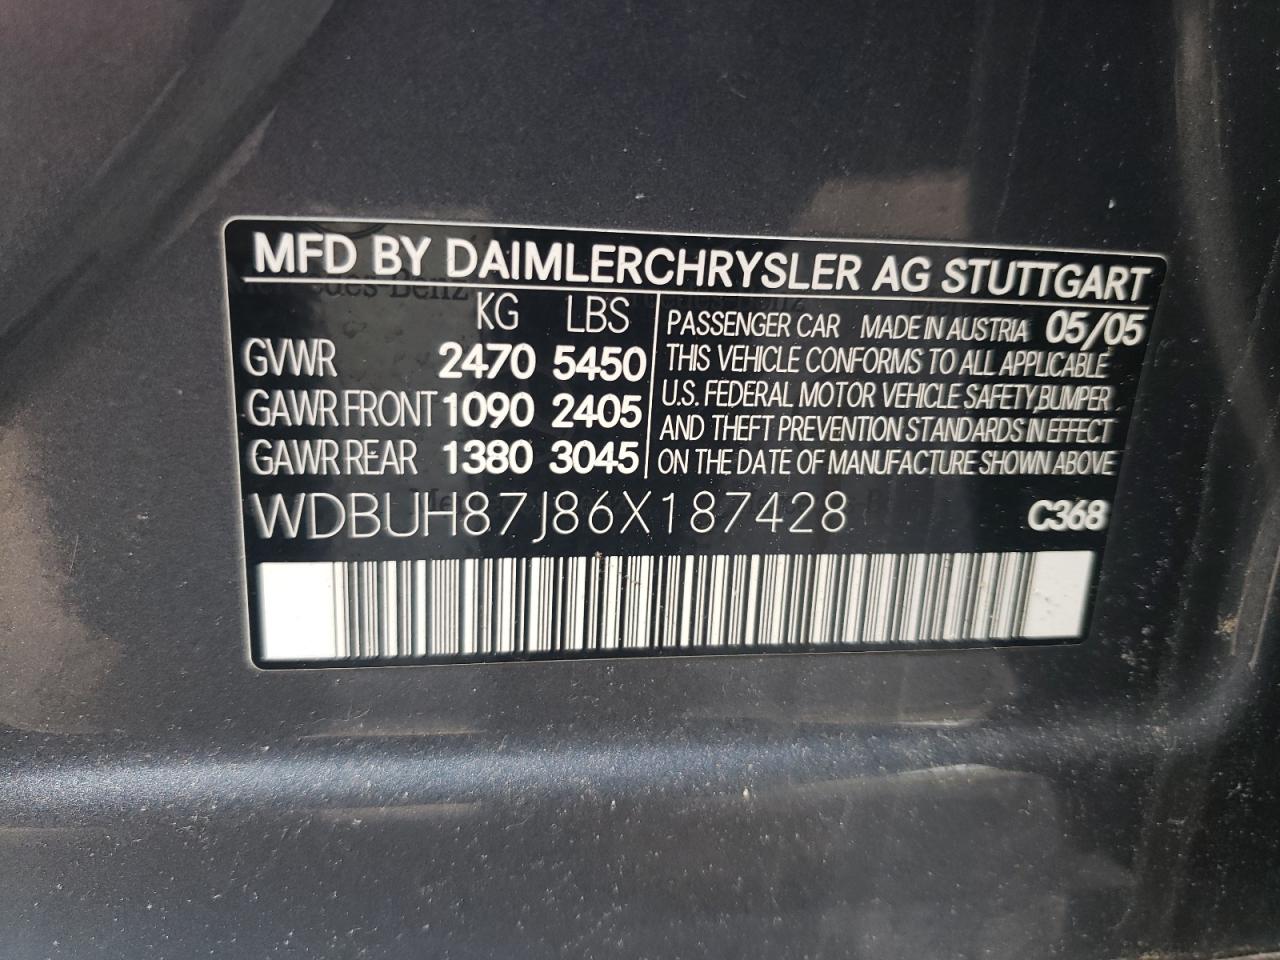 MFD BY DAIMLERCHRYSLER AG STUTTGART
KG LBS
GVWR 2470 5450
GAWR FRONT 1090 2405
GAWR REAR 1380 3045
PASSENGER CAR MADE IN AUSTRIA 05/05
THIS VEHICLE CONFORMS TO ALL APPLICABLE
U.S. FEDERAL MOTOR VEHICLE SAFETY, BUMPER
AND THEFT PREVENTION STANDARDS IN EFFECT
ON THE DATE OF MANUFACTURE SHOWN ABOVE
WDBUH87J86X187428 C368